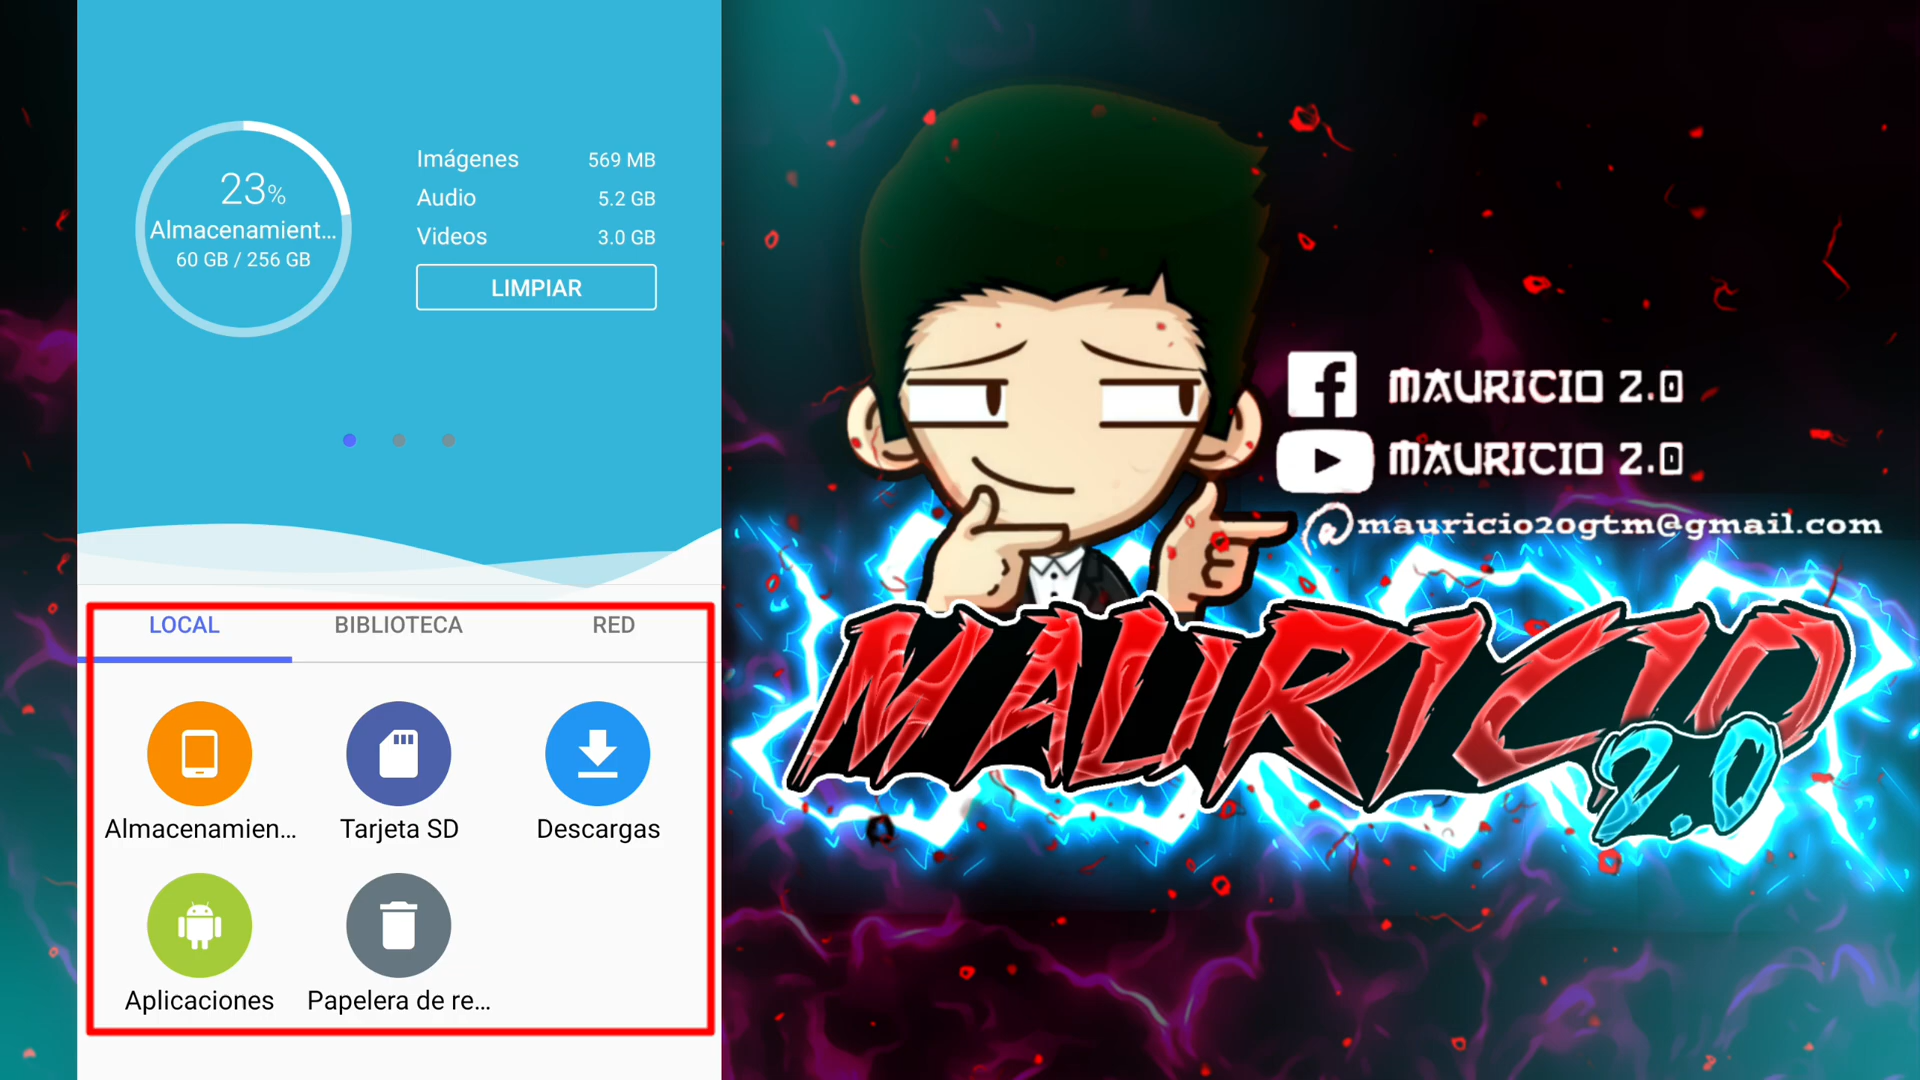 23%
Almacenamient...
60 GB / 256 GB
Imágenes 569 MB
Audio 5.2 GB
Videos 3.0 GB
LIMPIAR
LOCAL BIBLIOTECA RED
Almacenamien... Tarjeta SD Descargas
Aplicaciones Papelera de re...
MAURICIO 2.0
MAURICIO 2.0
@mauricio20gtm@gmail.com
MAURICIO
2.0